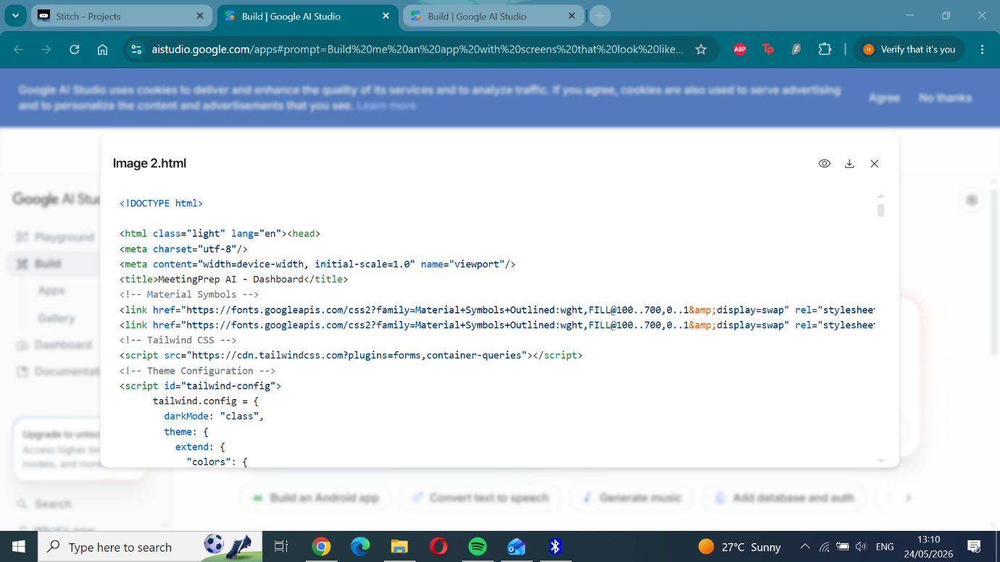 Stitch - Projects
Build | Google AI Studio
Build | Google AI Studio
aistudio.google.com/apps#prompt=Build%20me%20an%20app%20with%20screens%20that%20look%20like...
ABP
Tp
H
Verify that it's you
Google AI Studio uses cookies to deliver and enhance the quality of its services and to analyze traffic. If you agree, cookies are also used to serve advertising
and to personalize the content and advertisements that you see. Learn more
Agree
No thanks
Image 2.html
Google AI Stu
Playground
Build
Apps
Gallery
Dashboard
Documentat
<!DOCTYPE html>
<html class="light" lang="en"><head>
<meta charset="utf-8"/>
<meta content="width=device-width, initial-scale=1.0" name="viewport"/>
<title>MeetingPrep AI - Dashboard</title>
<!-- Material Symbols -->
<link href="https://fonts.googleapis.com/css2?family=Material+Symbols+Outlined:wght,FILL@100..700,0..1&amp;display=swap" rel="stylesheet
<link href="https://fonts.googleapis.com/css2?family=Material+Symbols+Outlined:wght,FILL@100..700,0..1&amp;display=swap" rel="stylesheet
<!-- Tailwind CSS -->
<script src="https://cdn.tailwindcss.com?plugins=forms,container-queries"></script>
<!-- Theme Configuration -->
<script id="tailwind-config">
tailwind.config = {
darkMode: "class",
theme: {
extend: {
"colors": {
Upgrade to unloc
Access higher lim
models, and more
Search
What's new
Build an Android app
Convert text to speech
Generate music
Add database and auth
Type here to search
27°C Sunny
ENG
13:10
24/05/2026